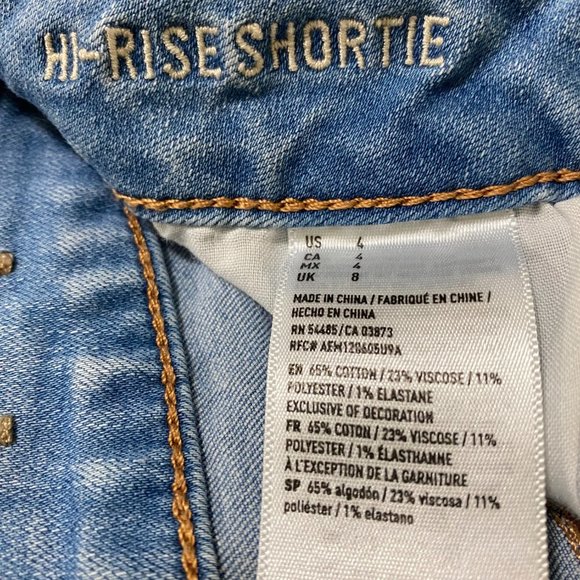 HI-RISE SHORTIE
US 4
CA 4
MX 4
UK 8
MADE IN CHINA / FABRIQUÉ EN CHINE /
HECHO EN CHINA
RN 54485/CA 03873
RFC# AEM120605U9A
EN 65% COTTON / 23% VISCOSE / 11%
POLYESTER / 1% ELASTANE
EXCLUSIVE OF DECORATION
FR 65% COTON / 23% VISCOSE / 11%
POLYESTER / 1% ÉLASTHANNE
À L'EXCEPTION DE LA GARNITURE
SP 65% algodón / 23% viscosa / 11%
poliéster / 1% elastano